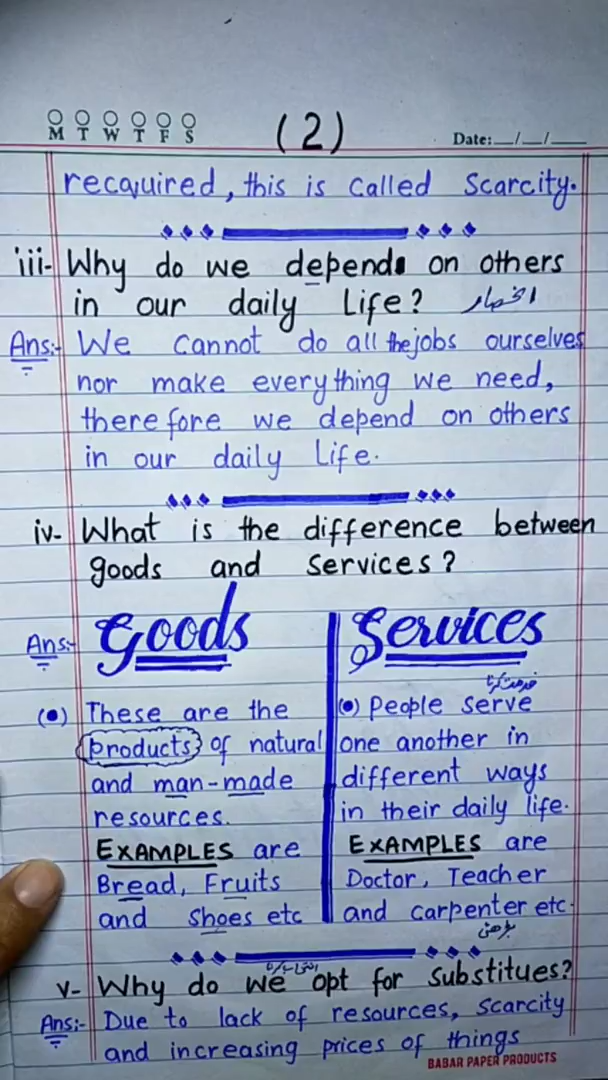 M T W T F S
(2)
Date:__/__/____
recquired, this is called Scarcity.
iii- Why do we depends on others
in our daily Life?
Ans:- We cannot do all the jobs ourselves
nor make everything we need,
therefore we depend on others
in our daily Life.
iv- What is the difference between
goods and Services?
Ans:- Goods
(•) These are the
products of natural
and man-made
resources.
EXAMPLES are
Bread, Fruits
and Shoes etc
Services
خدمت کرنا
(•) People serve
one another in
different ways
in their daily life.
EXAMPLES are
Doctor, Teacher
and carpenter etc.
بڑھئی
v- Why do we opt for substitues?
Ans:- Due to lack of resources, scarcity
and increasing prices of things
BABAR PAPER PRODUCTS